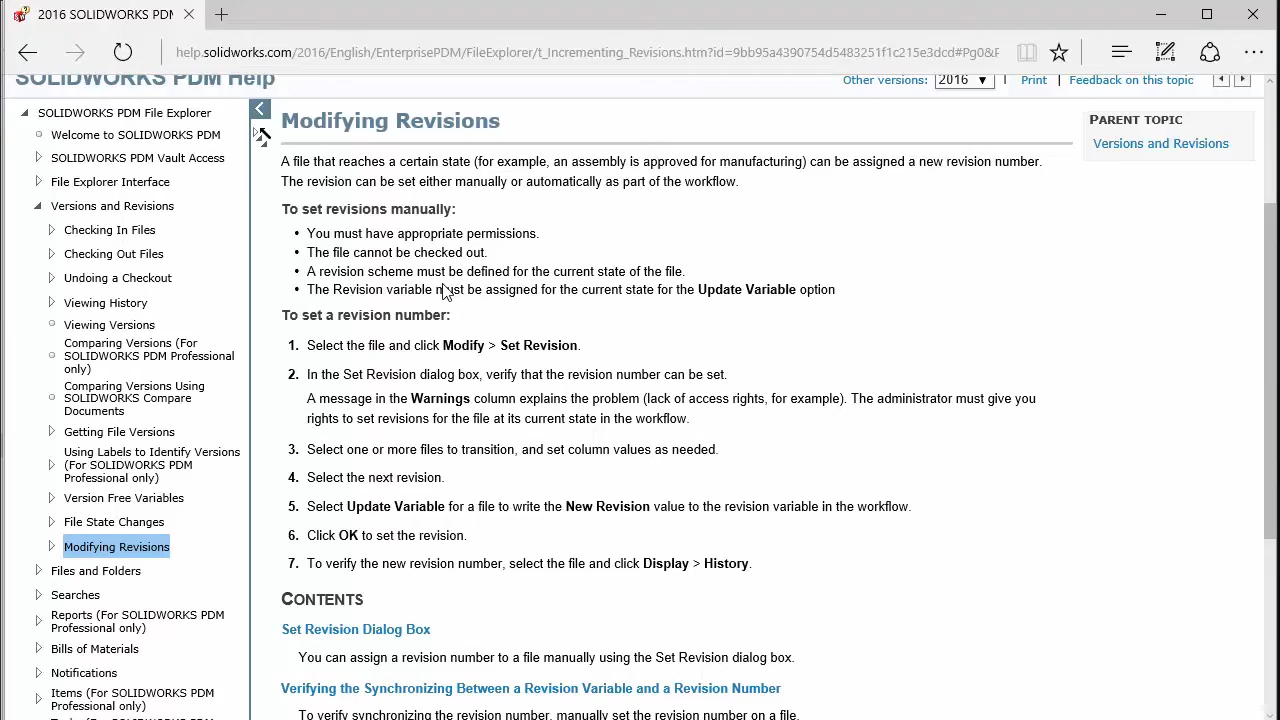 2016 SOLIDWORKS PDM
help.solidworks.com/2016/English/EnterprisePDM/FileExplorer/t_Incrementing_Revisions.htm?id=9bb95a4390754d5483251f1c215e3dcd#Pg0&F
SOLIDWORKS PDM Help
Other versions: 2016 ▼ | Print | Feedback on this topic
SOLIDWORKS PDM File Explorer
Welcome to SOLIDWORKS PDM
SOLIDWORKS PDM Vault Access
File Explorer Interface
Versions and Revisions
Checking In Files
Checking Out Files
Undoing a Checkout
Viewing History
Viewing Versions
Comparing Versions (For
SOLIDWORKS PDM Professional
only)
Comparing Versions Using
SOLIDWORKS Compare
Documents
Getting File Versions
Using Labels to Identify Versions
(For SOLIDWORKS PDM
Professional only)
Version Free Variables
File State Changes
Modifying Revisions
Files and Folders
Searches
Reports (For SOLIDWORKS PDM
Professional only)
Bills of Materials
Notifications
Items (For SOLIDWORKS PDM
Professional only)
Modifying Revisions
A file that reaches a certain state (for example, an assembly is approved for manufacturing) can be assigned a new revision number.
The revision can be set either manually or automatically as part of the workflow.
To set revisions manually:
• You must have appropriate permissions.
• The file cannot be checked out.
• A revision scheme must be defined for the current state of the file.
• The Revision variable must be assigned for the current state for the Update Variable option
To set a revision number:
1. Select the file and click Modify > Set Revision.
2. In the Set Revision dialog box, verify that the revision number can be set.
A message in the Warnings column explains the problem (lack of access rights, for example). The administrator must give you
rights to set revisions for the file at its current state in the workflow.
3. Select one or more files to transition, and set column values as needed.
4. Select the next revision.
5. Select Update Variable for a file to write the New Revision value to the revision variable in the workflow.
6. Click OK to set the revision.
7. To verify the new revision number, select the file and click Display > History.
CONTENTS
Set Revision Dialog Box
You can assign a revision number to a file manually using the Set Revision dialog box.
Verifying the Synchronizing Between a Revision Variable and a Revision Number
To verify synchronizing the revision number, manually set the revision number on a file.
PARENT TOPIC
Versions and Revisions